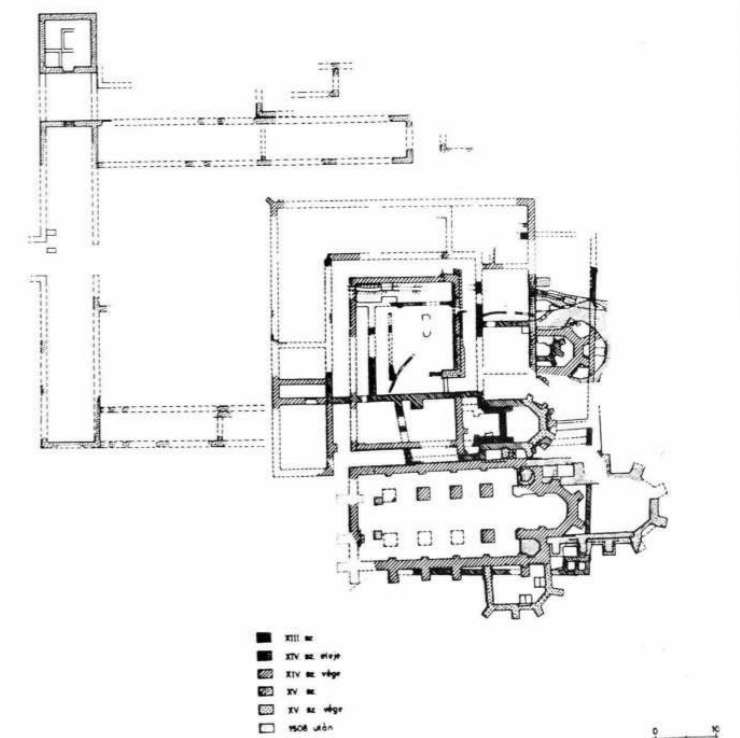 XIII sz.
XIV sz. eleje
XIV sz. vége
XV sz.
XV sz. vége
1508 után
0 10